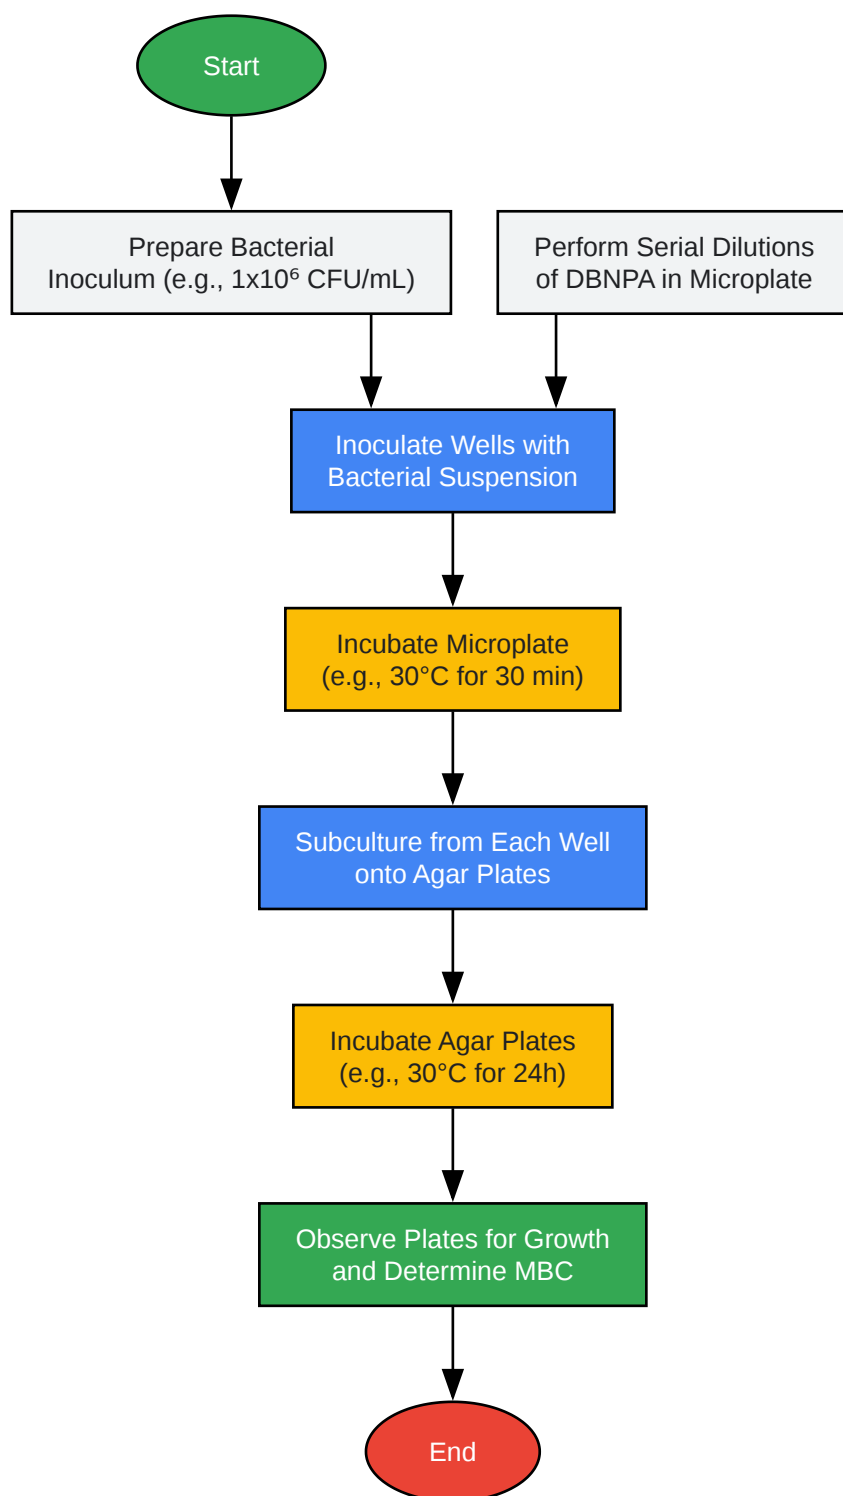 Start
Prepare Bacterial
Inoculum (e.g., 1x10⁶ CFU/mL)
Perform Serial Dilutions
of DBNPA in Microplate
Inoculate Wells with
Bacterial Suspension
Incubate Microplate
(e.g., 30°C for 30 min)
Subculture from Each Well
onto Agar Plates
Incubate Agar Plates
(e.g., 30°C for 24h)
Observe Plates for Growth
and Determine MBC
End